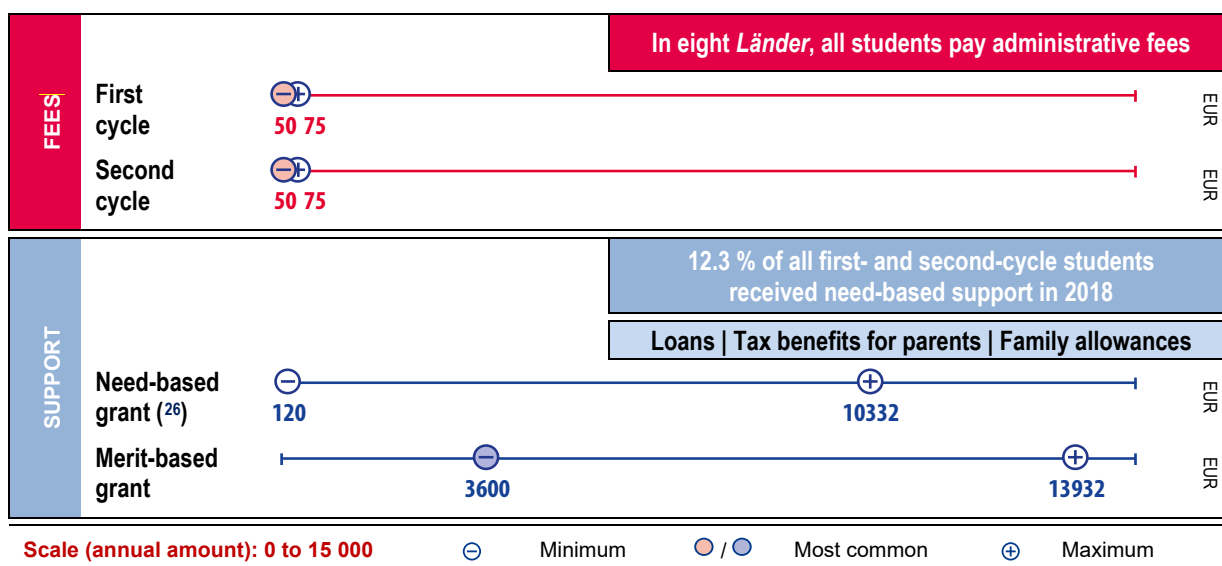 In eight Länder, all students pay administrative fees
FEES
First
cycle
50 75
EUR
Second
cycle
50 75
EUR
12.3 % of all first- and second-cycle students
received need-based support in 2018
Loans | Tax benefits for parents | Family allowances
SUPPORT
Need-based
grant (26)
120
10332
EUR
Merit-based
grant
3600
13932
EUR
Scale (annual amount): 0 to 15 000 Minimum / Most common Maximum